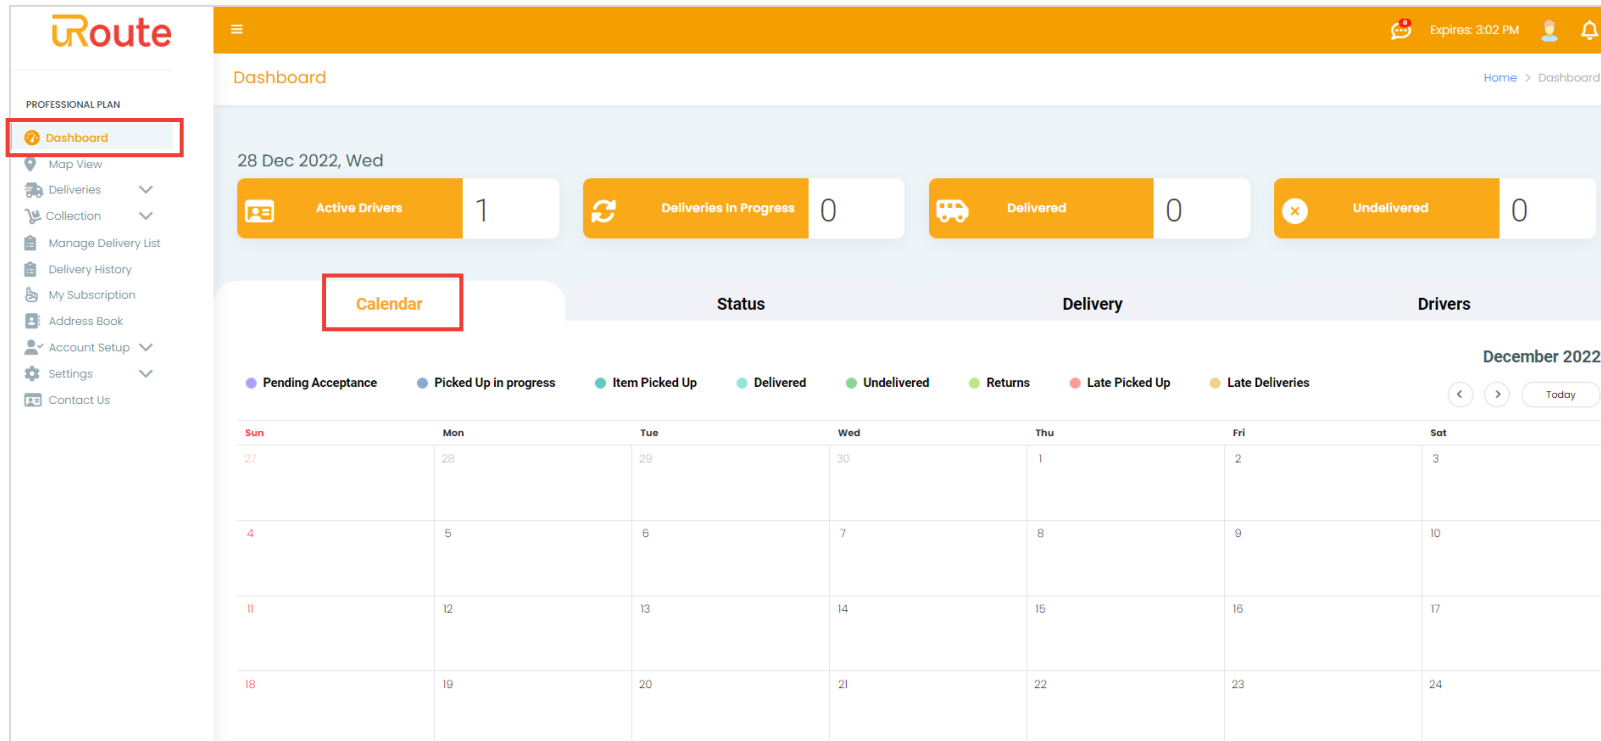 uRoute
Expires: 3:02 PM
Dashboard
Home > Dashboard
PROFESSIONAL PLAN
Dashboard
Map View
Deliveries
Collection
Manage Delivery List
Delivery History
My Subscription
Address Book
Account Setup
Settings
Contact Us
28 Dec 2022, Wed
Active Drivers 1
Deliveries In Progress 0
Delivered 0
Undelivered 0
Calendar Status Delivery Drivers
December 2022
Pending Acceptance Picked Up in progress Item Picked Up Delivered Undelivered Returns Late Picked Up Late Deliveries
< > Today
Sun Mon Tue Wed Thu Fri Sat
27 28 29 30 1 2 3
4 5 6 7 8 9 10
11 12 13 14 15 16 17
18 19 20 21 22 23 24